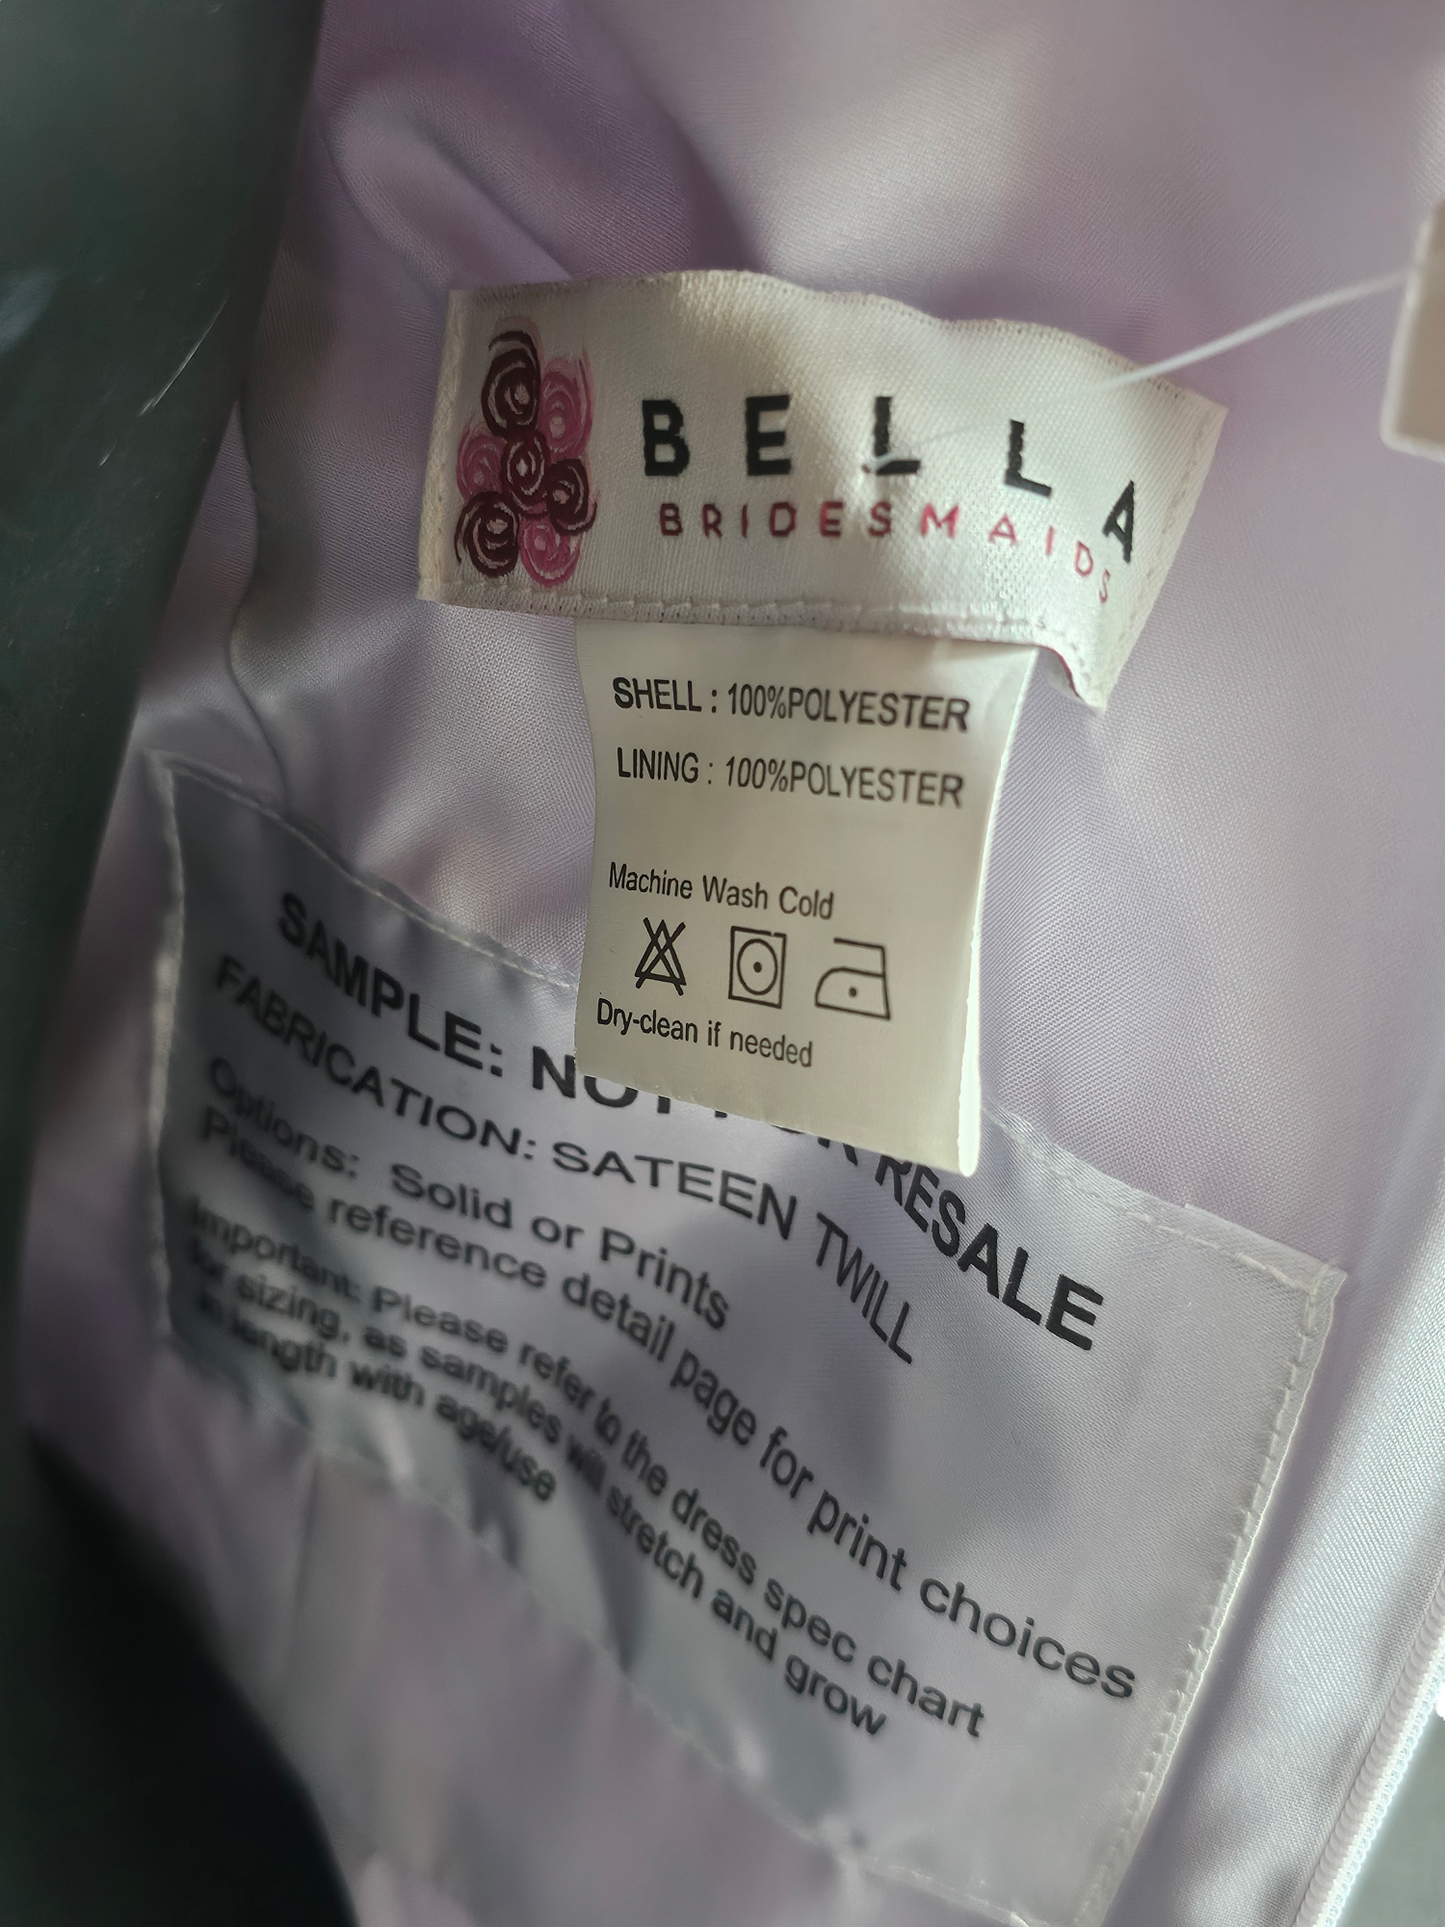 BELLA
BRIDESMAIDS
SHELL : 100%POLYESTER
LINING : 100%POLYESTER
Machine Wash Cold
Dry-clean if needed
SAMPLE: NOT FOR RESALE
FABRICATION: SATEEN TWILL
Options: Solid or Prints
Please reference detail page for print choices
Important: Please refer to the dress spec chart
for sizing, as samples will stretch and grow
in length with age/use